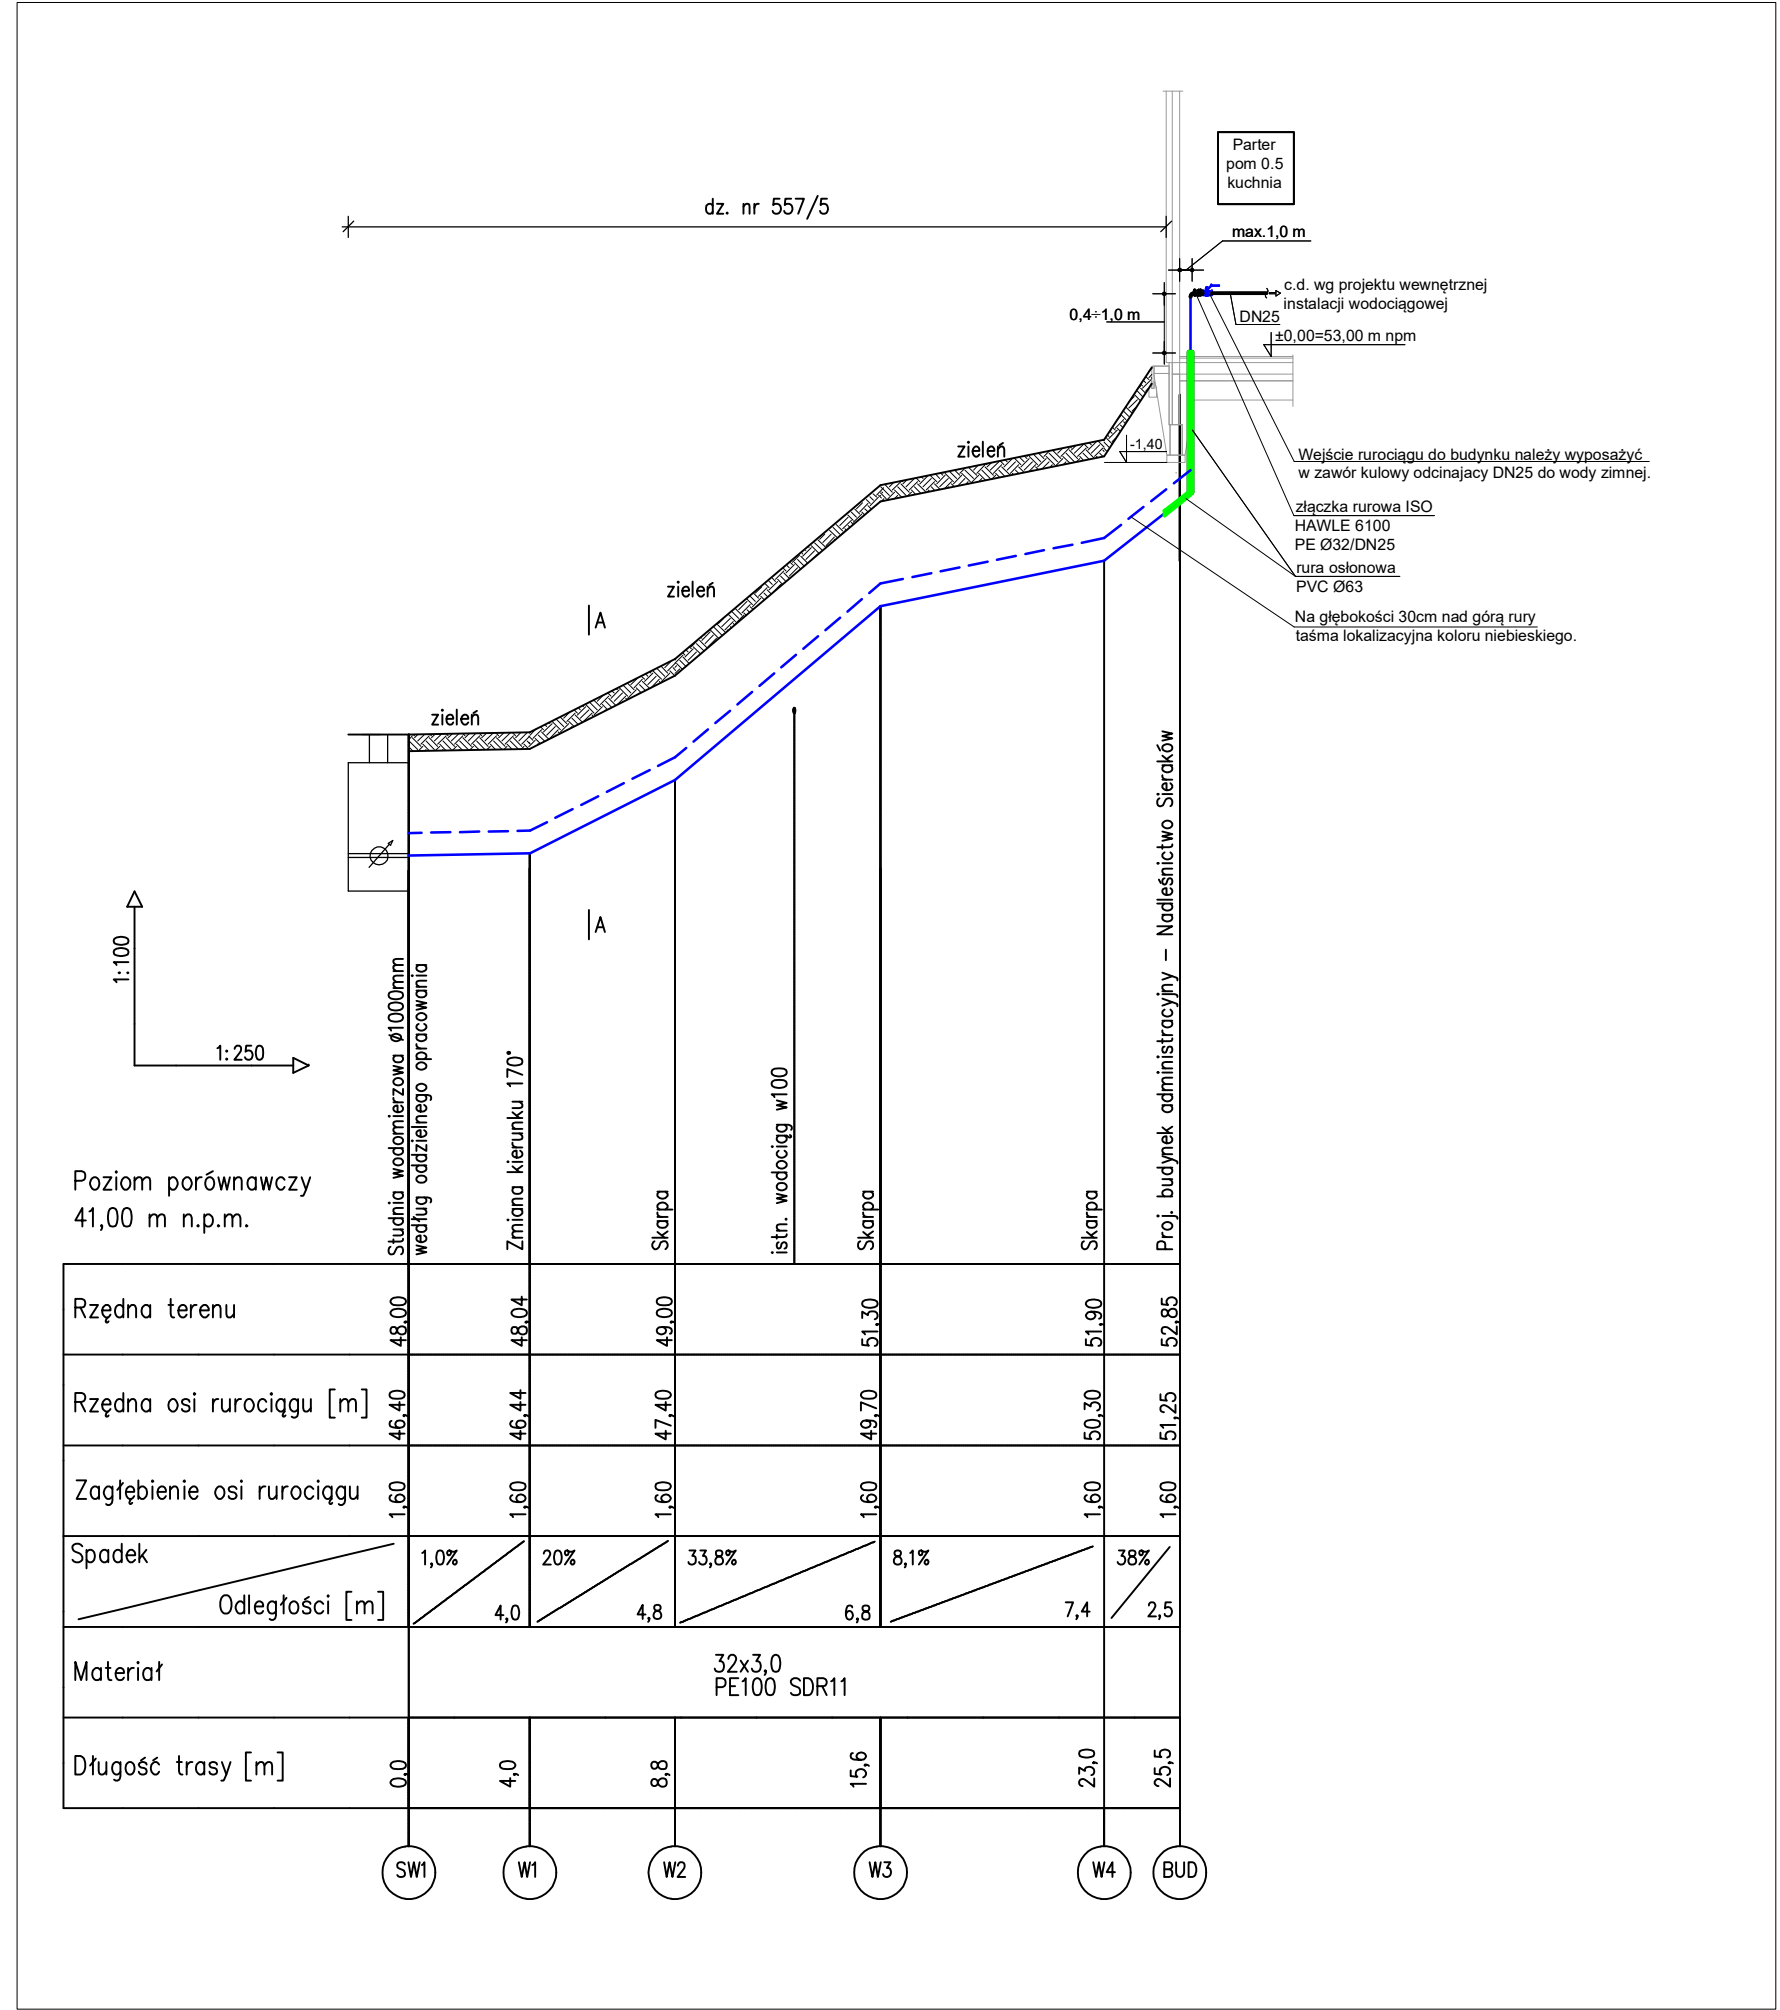 Parter
pom 0.5
kuchnia
dz. nr 557/5
max.1,0 m
c.d. wg projektu wewnętrznej
instalacji wodociągowej
0,4÷1,0 m
DN25
±0,00=53,00 m npm
zieleń
-1,40
Wejście rurociągu do budynku należy wyposażyć
w zawór kulowy odcinajacy DN25 do wody zimnej.
złączka rurowa ISO
HAWLE 6100
PE Ø32/DN25
rura osłonowa
PVC Ø63
zieleń
A
Na głębokości 30cm nad górą rury
taśma lokalizacyjna koloru niebieskiego.
zieleń
A
1:100
1:250
Studnia wodomierzowa Ø1000mm
według oddzielnego opracowania
Zmiana kierunku 170°
Skarpa
istn. wodociąg w100
Skarpa
Skarpa
Proj. budynek administracyjny – Nadleśnictwo Sieraków
Poziom porównawczy
41,00 m n.p.m.
Rzędna terenu 48,00 48,04 49,00 51,30 51,90 52,85
Rzędna osi rurociągu [m] 46,40 46,44 47,40 49,70 50,30 51,25
Zagłębienie osi rurociągu 1,60 1,60 1,60 1,60 1,60 1,60
Spadek 1,0% 20% 33,8% 8,1% 38%
Odległości [m] 4,0 4,8 6,8 7,4 2,5
Materiał
32x3,0
PE100 SDR11
Długość trasy [m] 0,0 4,0 8,8 15,6 23,0 25,5
SW1 W1 W2 W3 W4 BUD